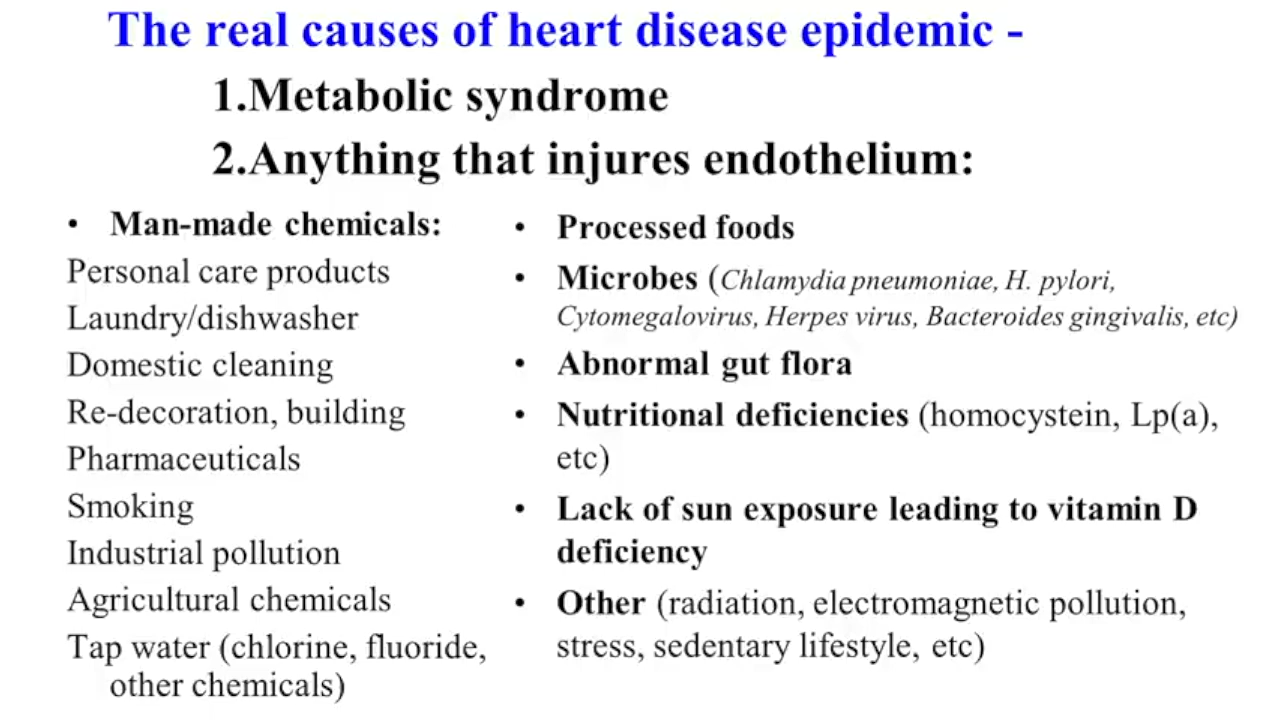 The real causes of heart disease epidemic -
1.Metabolic syndrome
2.Anything that injures endothelium:
• Man-made chemicals:
Personal care products
Laundry/dishwasher
Domestic cleaning
Re-decoration, building
Pharmaceuticals
Smoking
Industrial pollution
Agricultural chemicals
Tap water (chlorine, fluoride,
other chemicals)
• Processed foods
• Microbes (Chlamydia pneumoniae, H. pylori,
Cytomegalovirus, Herpes virus, Bacteroides gingivalis, etc)
• Abnormal gut flora
• Nutritional deficiencies (homocystein, Lp(a),
etc)
• Lack of sun exposure leading to vitamin D
deficiency
• Other (radiation, electromagnetic pollution,
stress, sedentary lifestyle, etc)